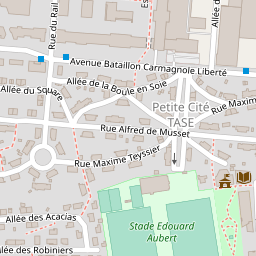 Rue du Rail
Allée d
Avenue Bataillon Carmagnole Liberté
Allée de la Boule en Soie
Allée du Square
Petite Cité
TASE
Rue Maxime
Rue Alfred de Musset
Rue Maxime Teyssier
Allée des Acacias
Stade Edouard
Aubert
Allée des Robiniers